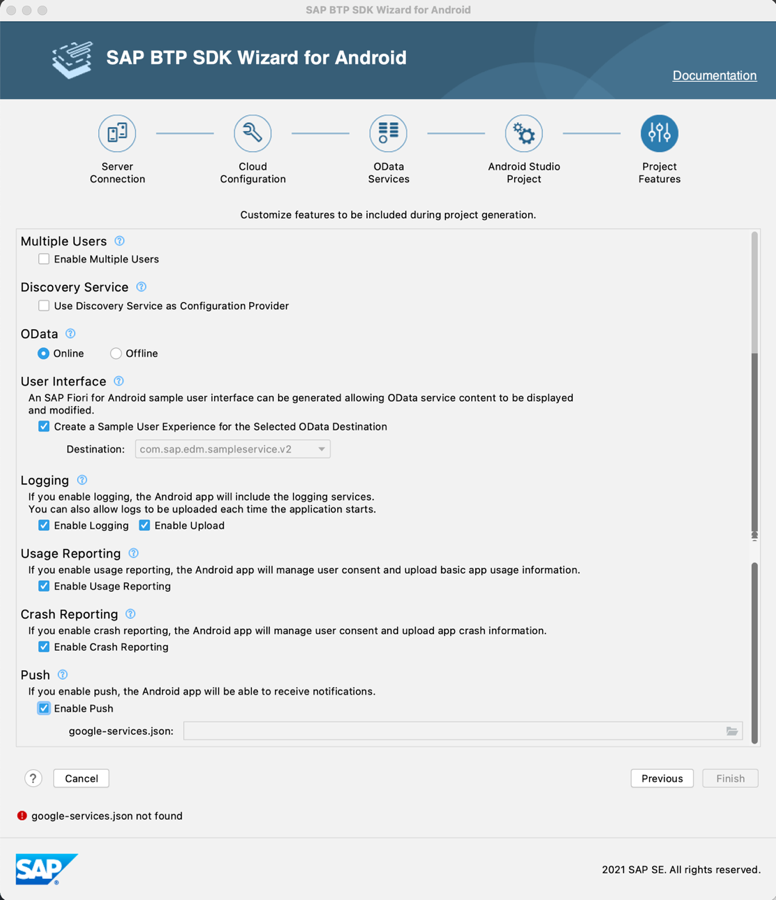 SAP BTP SDK Wizard for Android
SAP BTP SDK Wizard for Android
Documentation
Server
Connection
Cloud
Configuration
OData
Services
Android Studio
Project
Project
Features
Customize features to be included during project generation.
Multiple Users ?
Enable Multiple Users
Discovery Service ?
Use Discovery Service as Configuration Provider
OData ?
Online Offline
User Interface ?
An SAP Fiori for Android sample user interface can be generated allowing OData service content to be displayed
and modified.
Create a Sample User Experience for the Selected OData Destination
Destination: com.sap.edm.sampleservice.v2
Logging ?
If you enable logging, the Android app will include the logging services.
You can also allow logs to be uploaded each time the application starts.
Enable Logging Enable Upload
Usage Reporting ?
If you enable usage reporting, the Android app will manage user consent and upload basic app usage information.
Enable Usage Reporting
Crash Reporting ?
If you enable crash reporting, the Android app will manage user consent and upload app crash information.
Enable Crash Reporting
Push ?
If you enable push, the Android app will be able to receive notifications.
Enable Push
google-services.json:
? Cancel Previous Finish
! google-services.json not found
SAP ®
2021 SAP SE. All rights reserved.